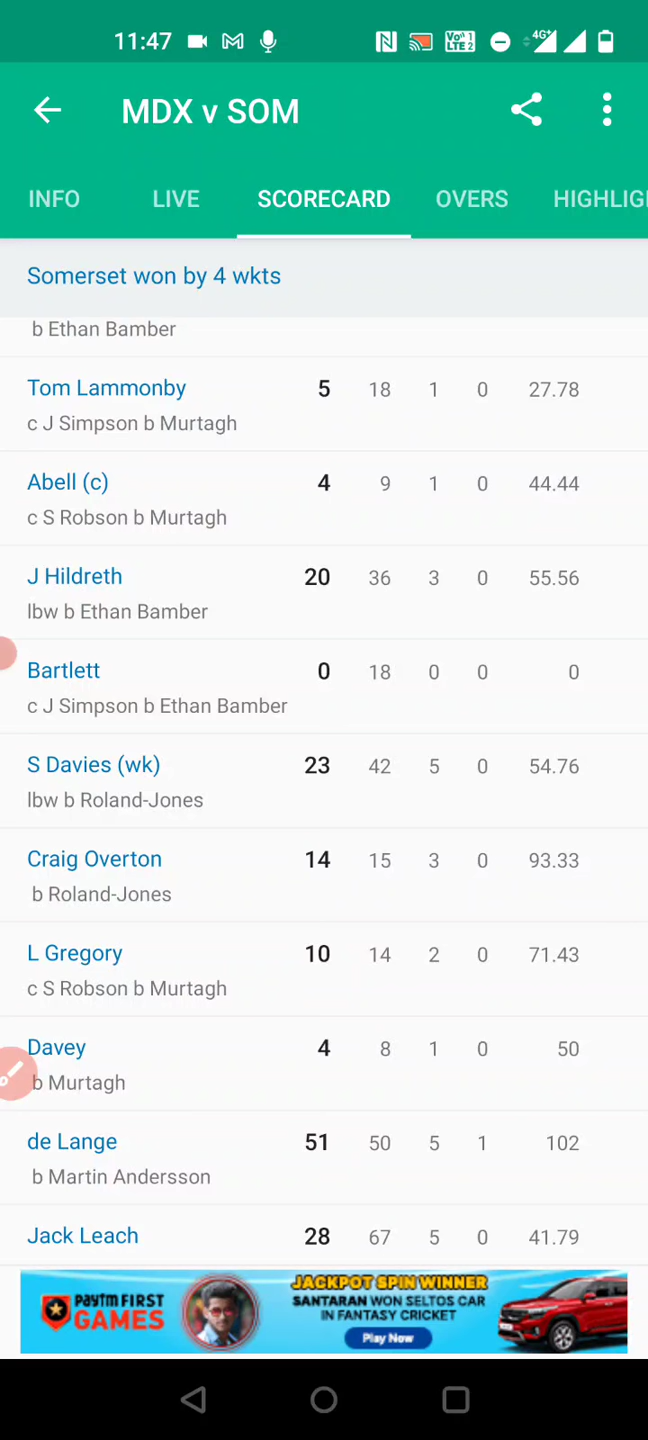 11:47
Vo 1
LTE 2
4G+
MDX v SOM
INFO LIVE SCORECARD OVERS HIGHLIG
Somerset won by 4 wkts
b Ethan Bamber
Tom Lammonby 5 18 1 0 27.78
c J Simpson b Murtagh
Abell (c) 4 9 1 0 44.44
c S Robson b Murtagh
J Hildreth 20 36 3 0 55.56
lbw b Ethan Bamber
Bartlett 0 18 0 0 0
c J Simpson b Ethan Bamber
S Davies (wk) 23 42 5 0 54.76
lbw b Roland-Jones
Craig Overton 14 15 3 0 93.33
b Roland-Jones
L Gregory 10 14 2 0 71.43
c S Robson b Murtagh
Davey 4 8 1 0 50
b Murtagh
de Lange 51 50 5 1 102
b Martin Andersson
Jack Leach 28 67 5 0 41.79
PAYTM FIRST
GAMES
JACKPOT SPIN WINNER
SANTARAN WON SELTOS CAR
IN FANTASY CRICKET
Play Now